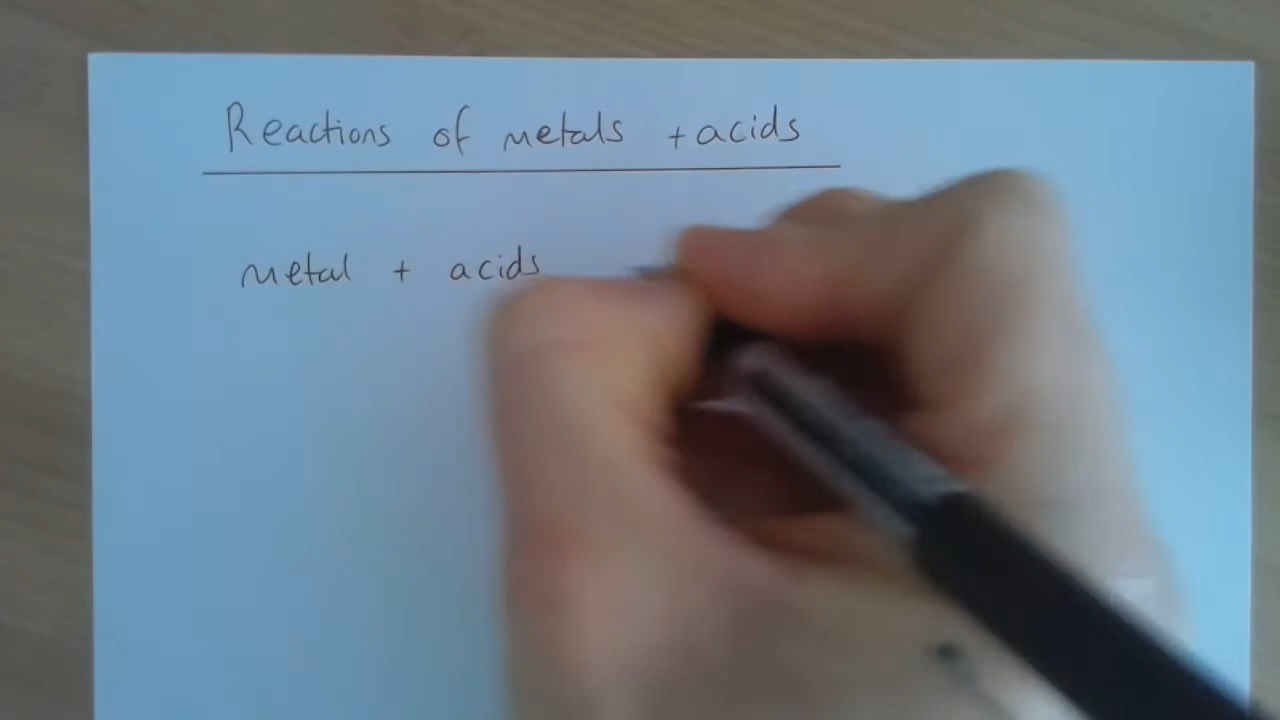 Reactions of metals + acids
metal + acids